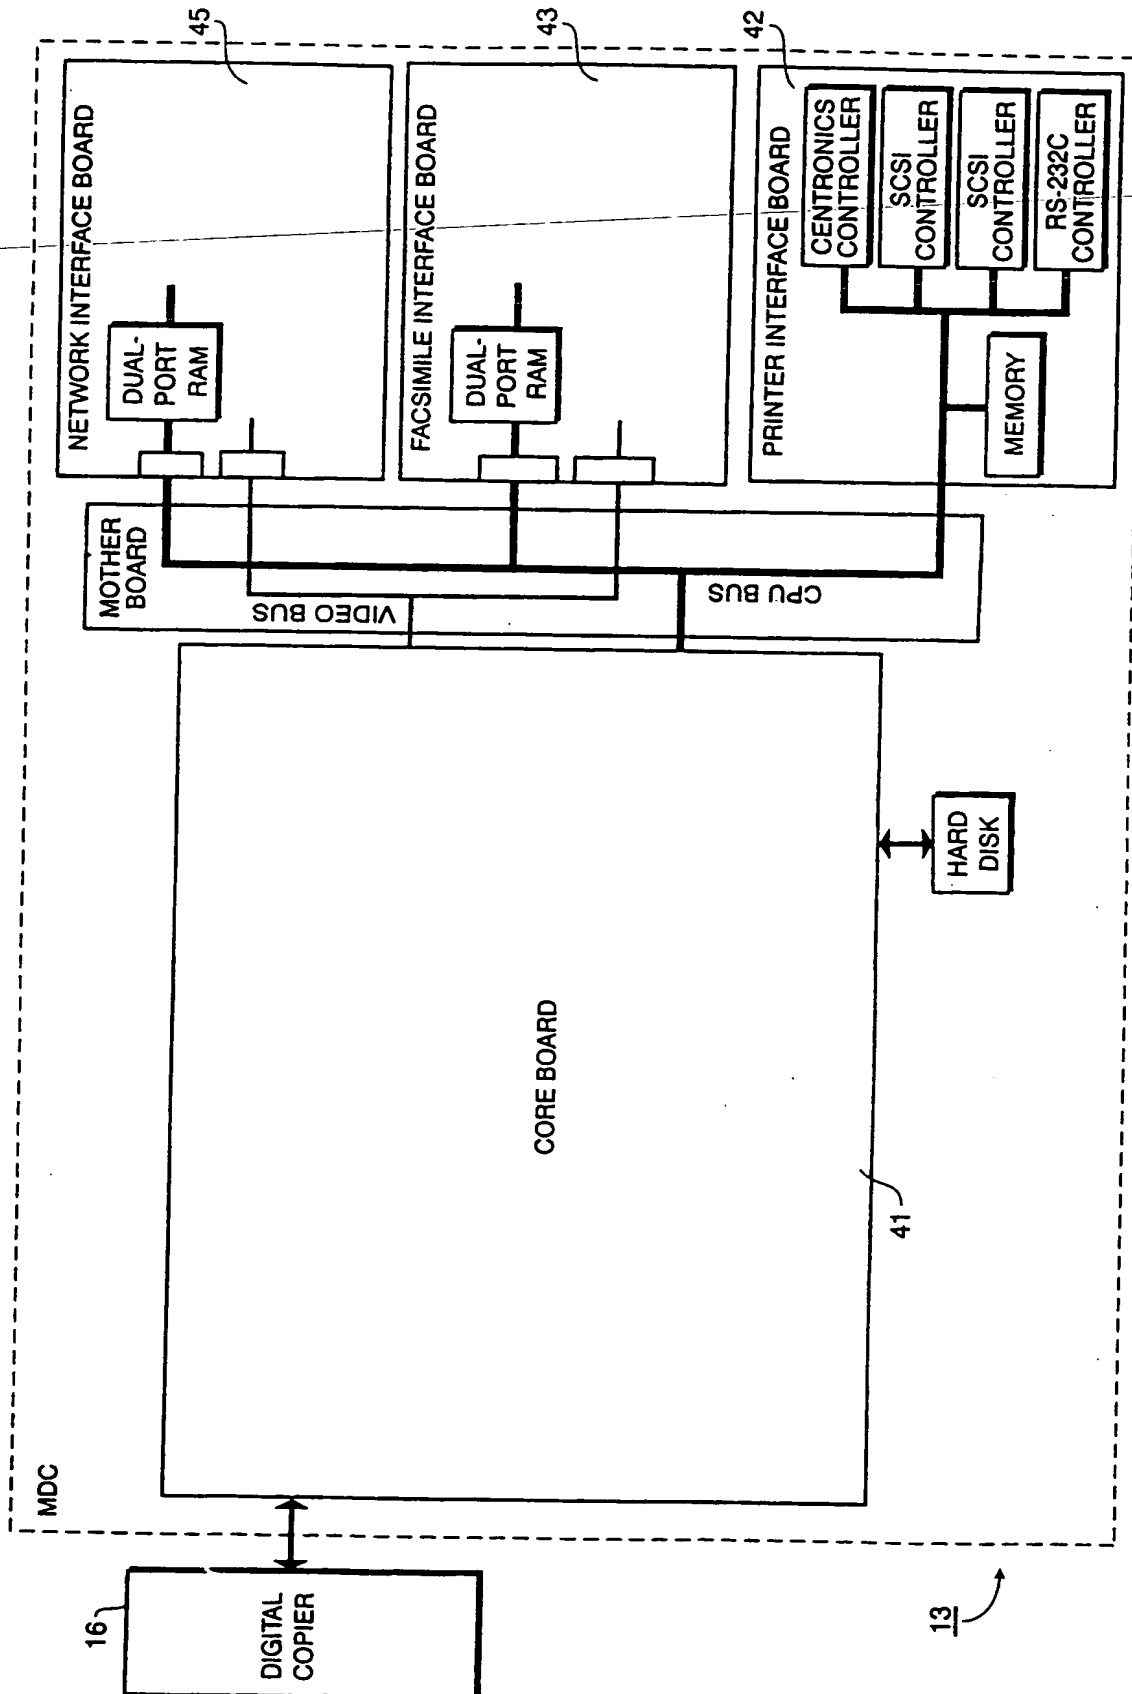 45
43
42
NETWORK INTERFACE BOARD
DUAL-
PORT
RAM
FACSIMILE INTERFACE BOARD
DUAL-
PORT
RAM
PRINTER INTERFACE BOARD
CENTRONICS
CONTROLLER
SCSI
CONTROLLER
SCSI
CONTROLLER
RS-232C
CONTROLLER
MEMORY
MOTHER
BOARD
VIDEO BUS
CPU BUS
CORE BOARD
41
HARD
DISK
MDC
16
DIGITAL
COPIER
13